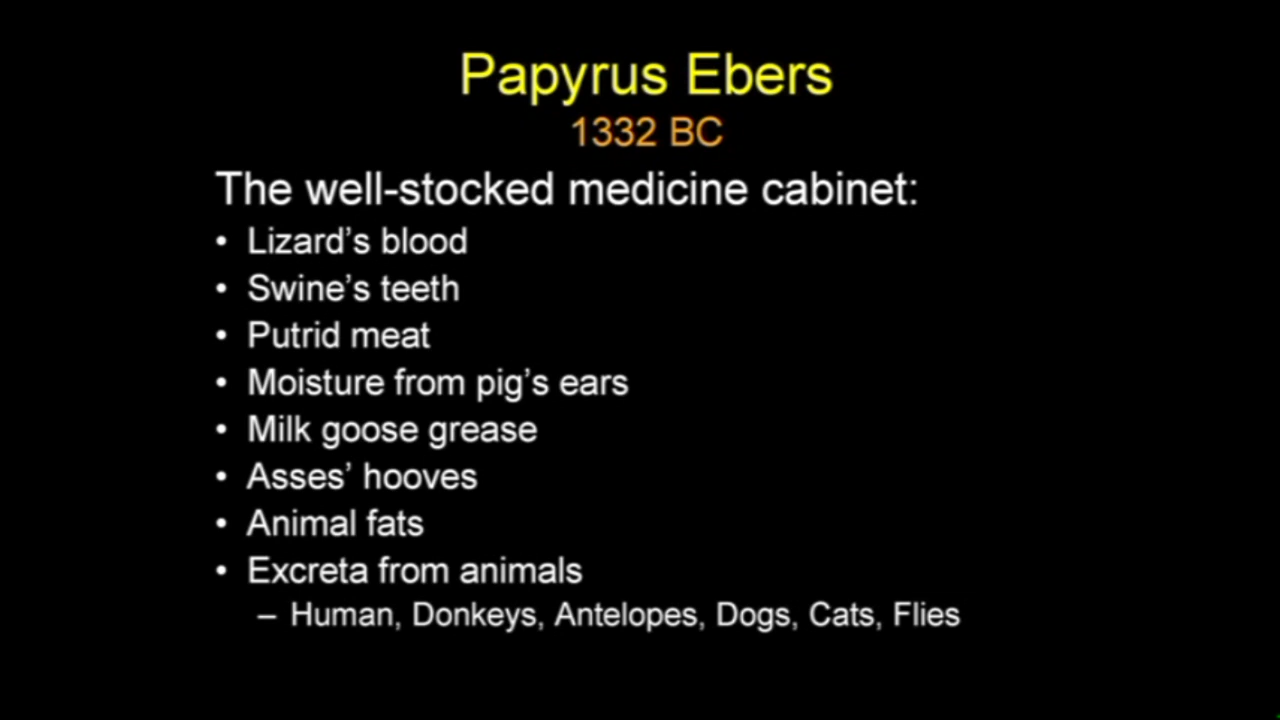 Papyrus Ebers
1332 BC
The well-stocked medicine cabinet:
• Lizard’s blood
• Swine’s teeth
• Putrid meat
• Moisture from pig’s ears
• Milk goose grease
• Asses’ hooves
• Animal fats
• Excreta from animals
– Human, Donkeys, Antelopes, Dogs, Cats, Flies